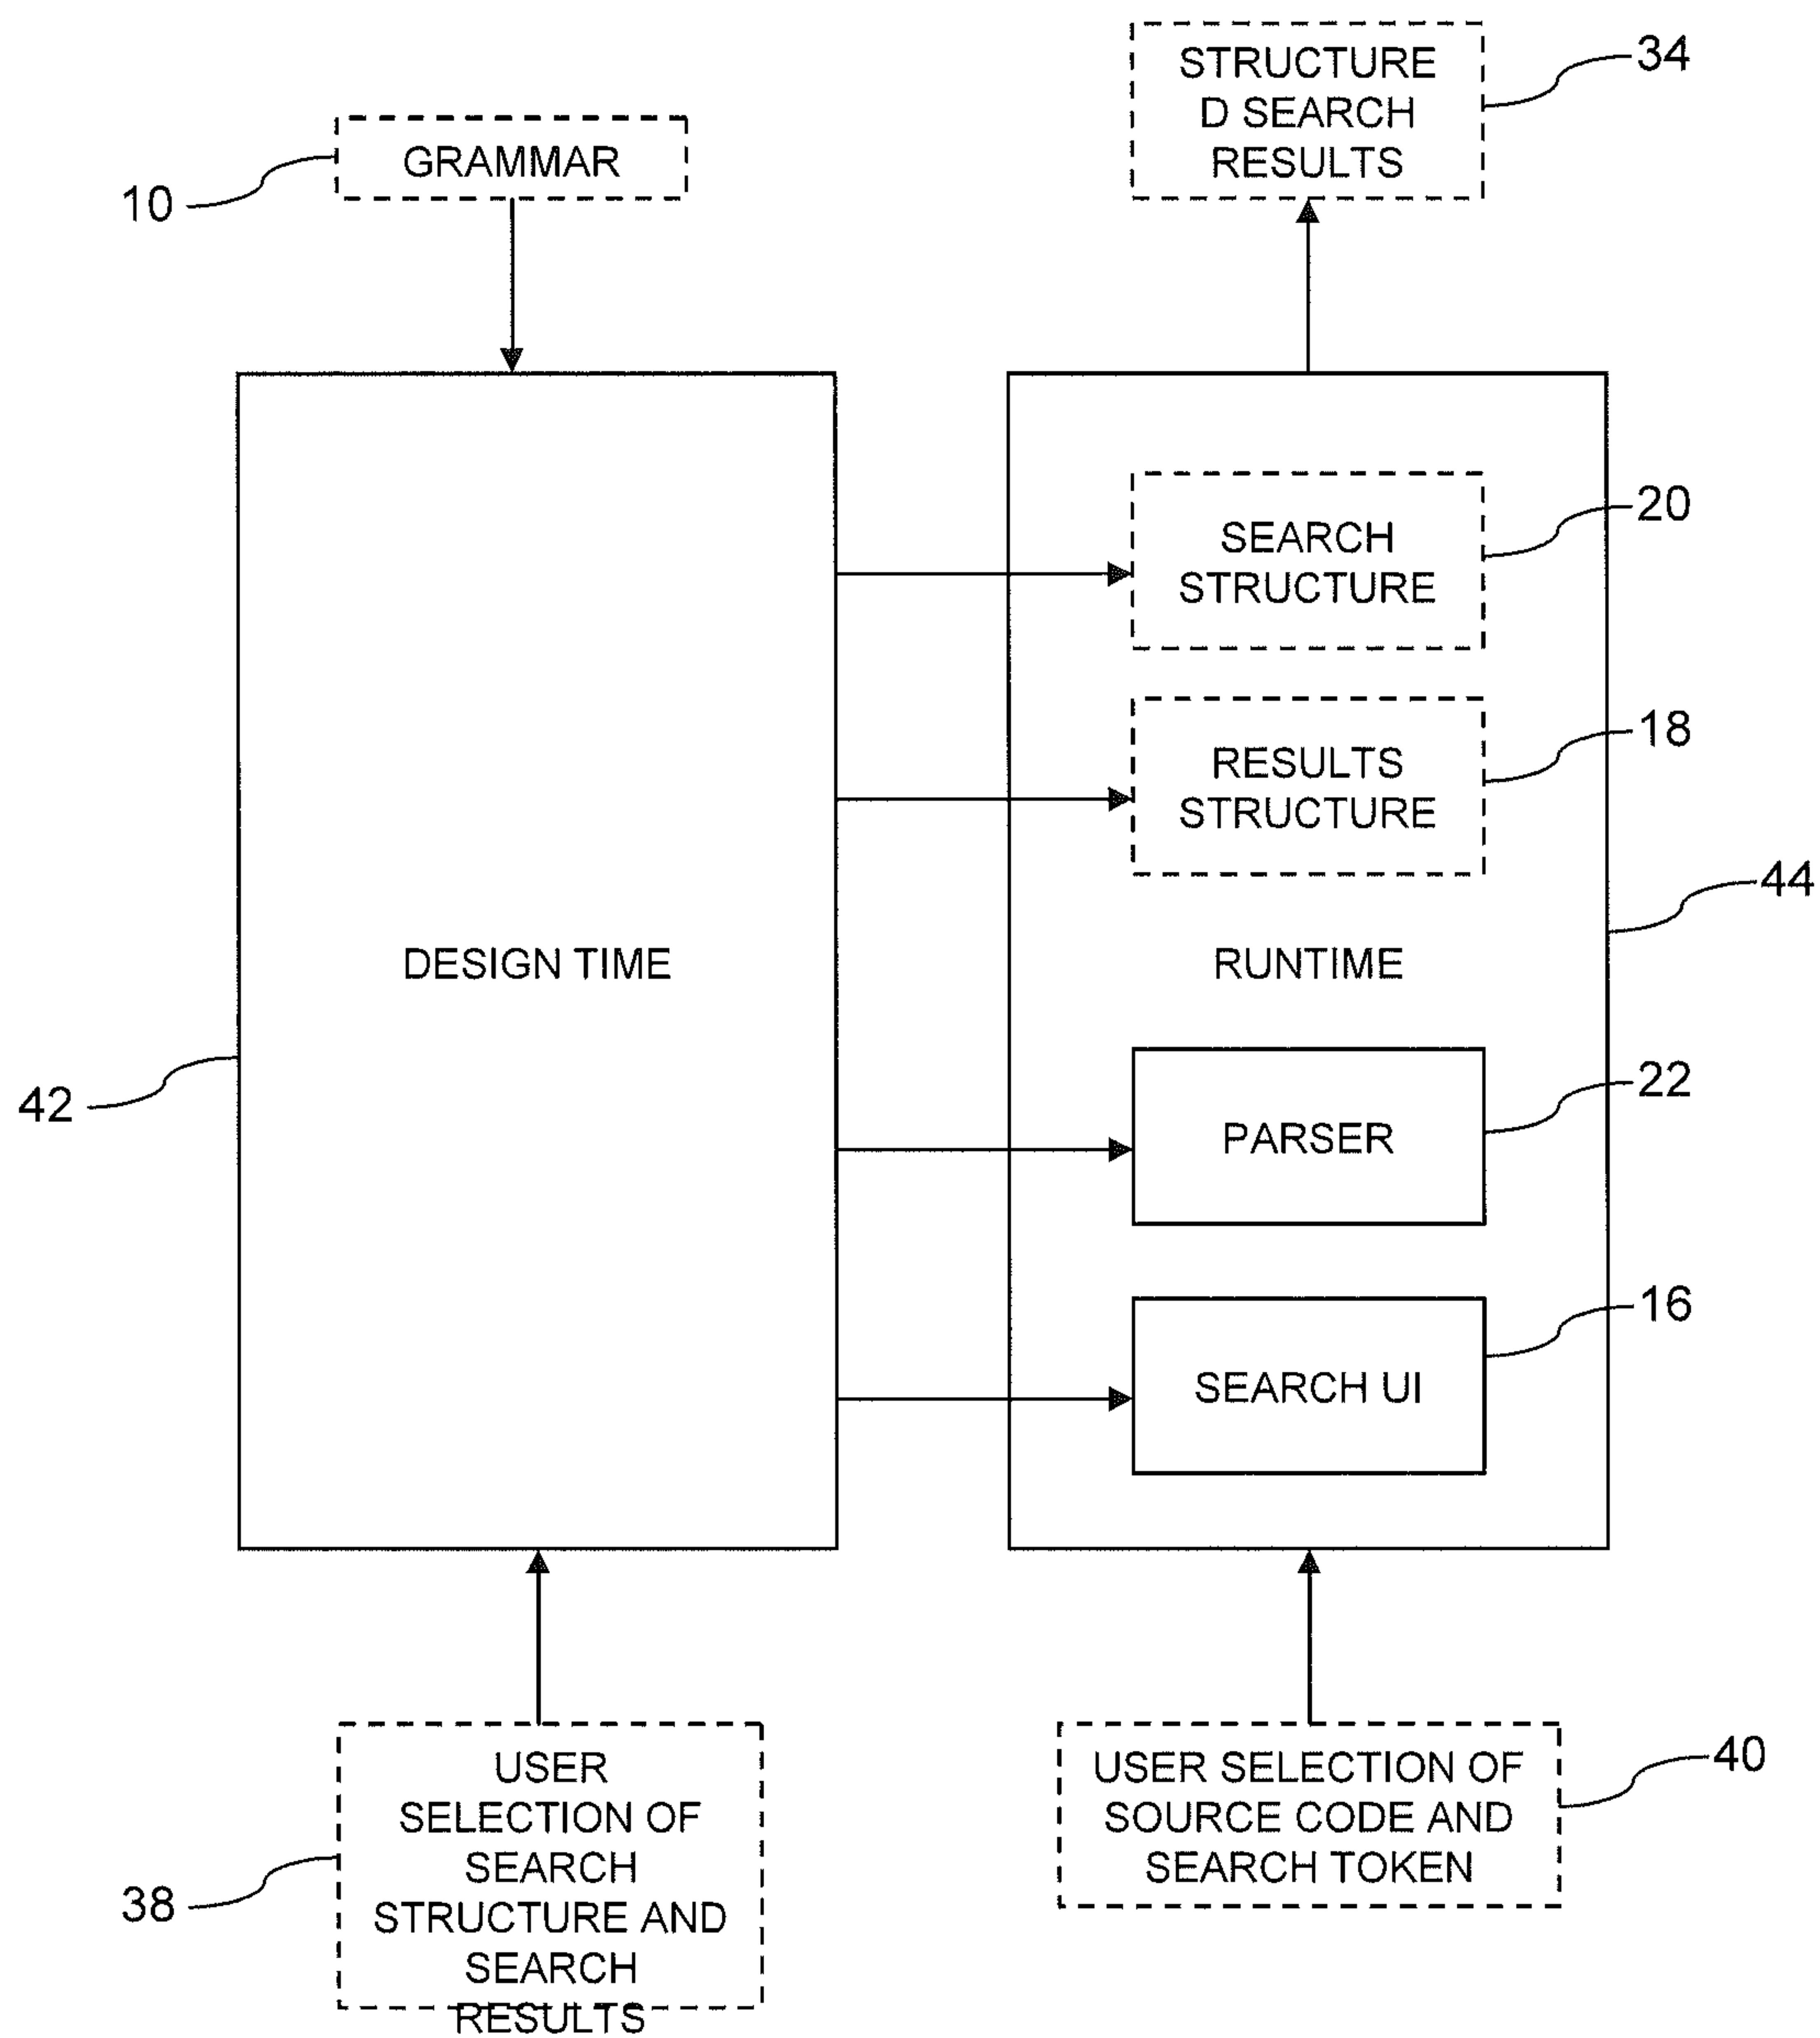 STRUCTURE
D SEARCH
RESULTS
34
GRAMMAR
10
SEARCH
STRUCTURE
20
RESULTS
STRUCTURE
18
44
DESIGN TIME
RUNTIME
42
PARSER
22
SEARCH UI
16
USER
SELECTION OF
SEARCH
STRUCTURE AND
SEARCH
RESULTS
38
USER SELECTION OF
SOURCE CODE AND
SEARCH TOKEN
40